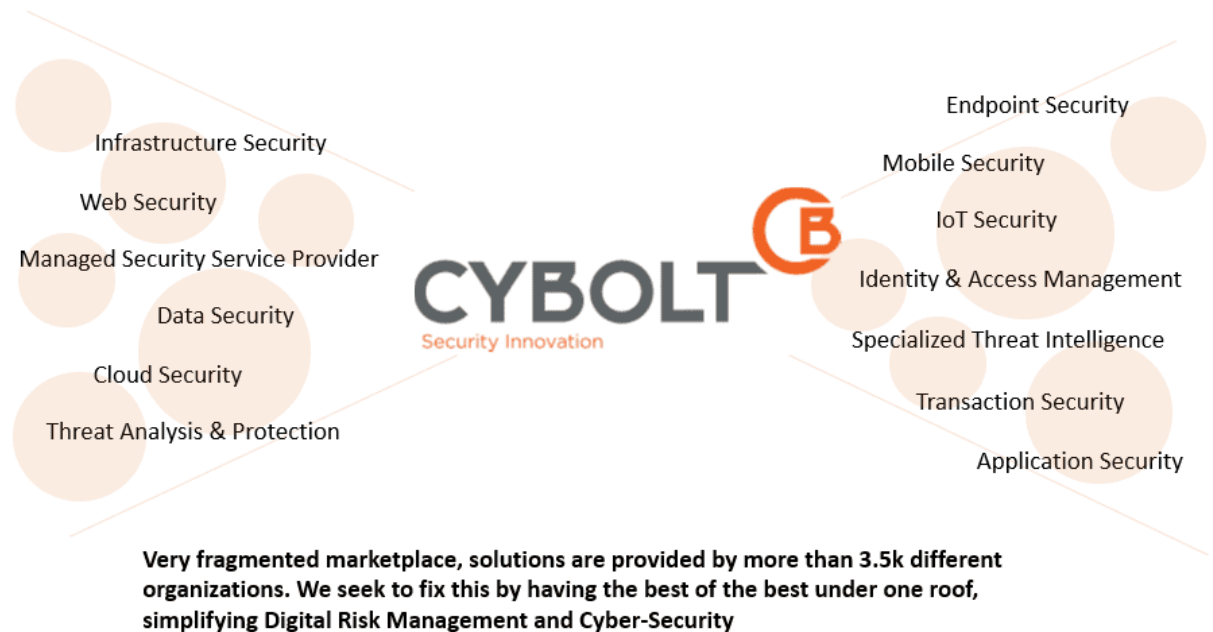 Infrastructure Security
Web Security
Managed Security Service Provider
Data Security
Cloud Security
Threat Analysis & Protection
CYBOLT
CB
Security Innovation
Endpoint Security
Mobile Security
IoT Security
Identity & Access Management
Specialized Threat Intelligence
Transaction Security
Application Security
Very fragmented marketplace, solutions are provided by more than 3.5k different
organizations. We seek to fix this by having the best of the best under one roof,
simplifying Digital Risk Management and Cyber-Security